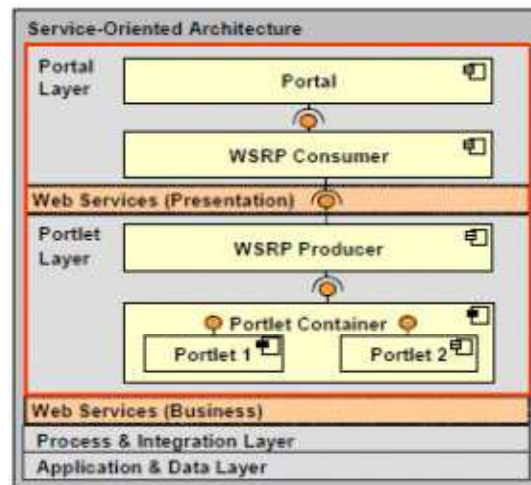 Service-Oriented Architecture
Portal
Layer
Portal
WSRP Consumer
Web Services (Presentation)
Portlet
Layer
WSRP Producer
Portlet Container
Portlet 1
Portlet 2
Web Services (Business)
Process & Integration Layer
Application & Data Layer